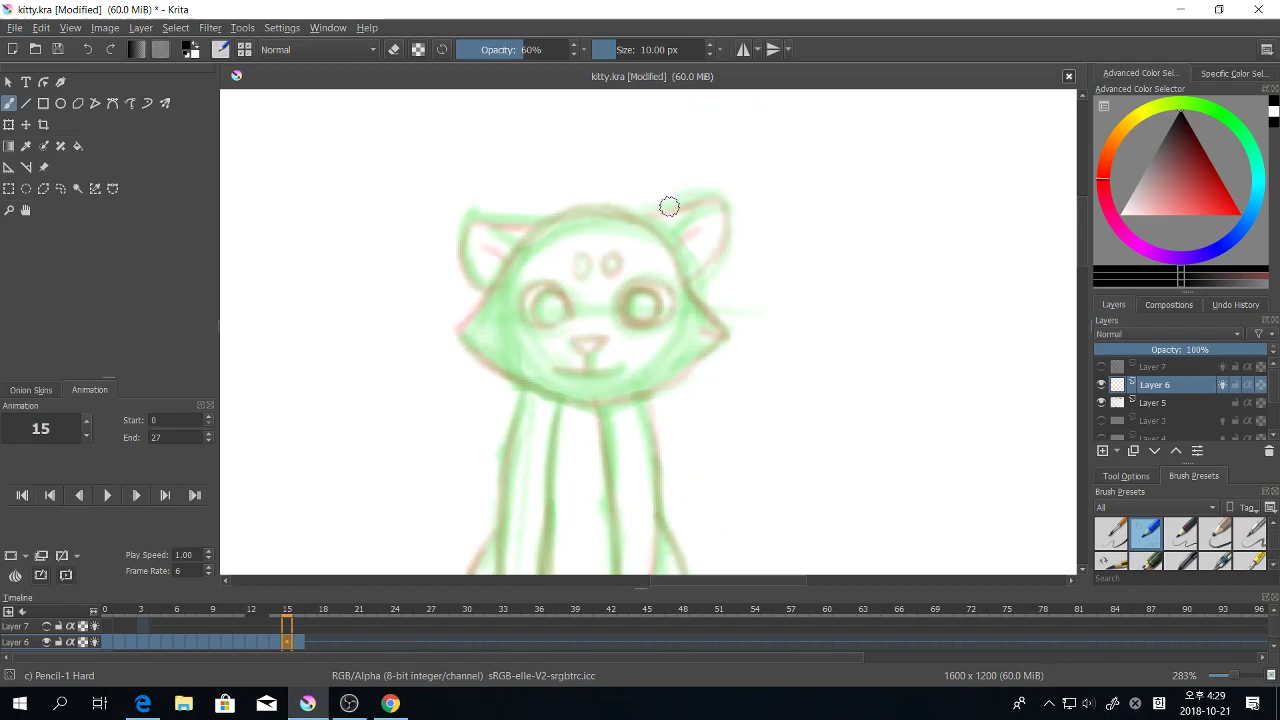 kitty.kra [Modified] (60.0 MiB) * - Krita
File Edit View Image Layer Select Filter Tools Settings Window Help
Normal Opacity: 60% Size: 10.00 px
kitty.kra [Modified] (60.0 MiB)
Advanced Color Sel... Specific Color Sel...
Advanced Color Selector
Layers Compositions Undo History
Layers
Normal
Opacity: 100%
Layer 7
Layer 6
Layer 5
Layer 3
Layer 4
Onion Skins Animation
Animation
15 Start: 0
End: 27
Play Speed: 1.00
Frame Rate: 6
Tool Options Brush Presets
Brush Presets
All Tag
Search
Timeline
0 3 6 9 12 15 18 21 24 27 30 33 36 39 42 45 48 51 54 57 60 63 66 69 72 75 78 81 84 87 90 93 96
Layer 7
Layer 6
c) Pencil-1 Hard RGB/Alpha (8-bit integer/channel) sRGB-elle-V2-srgbtrc.icc 1600 x 1200 (60.0 MiB) 283%
오후 4:29
2018-10-21